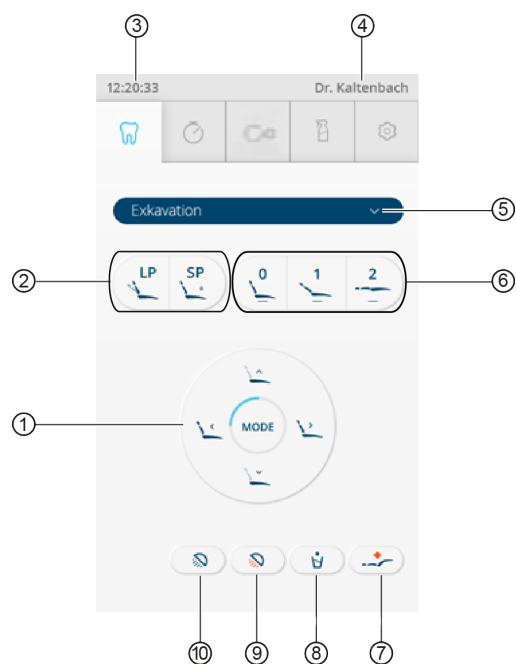 ③ ④
12:20:33 Dr. Kaltenbach
Exkavation ⑤
② LP SP 0 1 2 ⑥
① MODE
⑩ ⑨ ⑧ ⑦